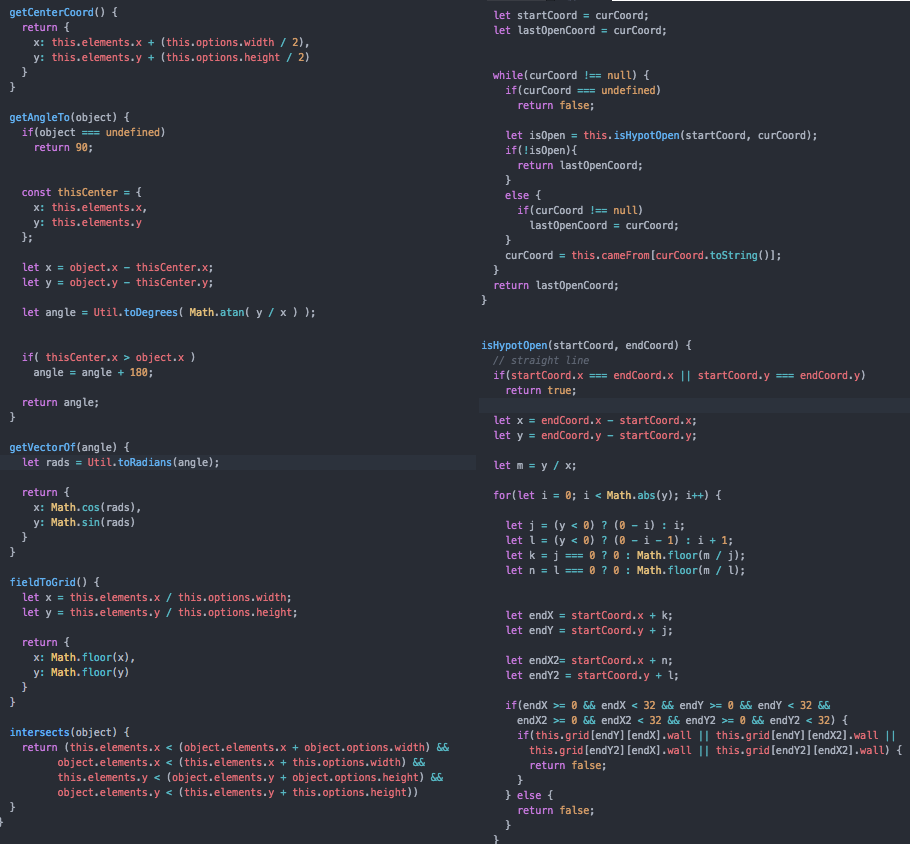 getCenterCoord() {
return {
x: this.elements.x + (this.options.width / 2),
y: this.elements.y + (this.options.height / 2)
}
}
getAngleTo(object) {
if(object === undefined)
return 90;
const thisCenter = {
x: this.elements.x,
y: this.elements.y
};
let x = object.x - thisCenter.x;
let y = object.y - thisCenter.y;
let angle = Util.toDegrees( Math.atan( y / x ) );
if( thisCenter.x > object.x )
angle = angle + 180;
return angle;
}
getVectorOf(angle) {
let rads = Util.toRadians(angle);
return {
x: Math.cos(rads),
y: Math.sin(rads)
}
}
fieldToGrid() {
let x = this.elements.x / this.options.width;
let y = this.elements.y / this.options.height;
return {
x: Math.floor(x),
y: Math.floor(y)
}
}
intersects(object) {
return (this.elements.x < (object.elements.x + object.options.width) &&
object.elements.x < (this.elements.x + this.options.width) &&
this.elements.y < (object.elements.y + object.options.height) &&
object.elements.y < (this.elements.y + this.options.height))
}
}
let startCoord = curCoord;
let lastOpenCoord = curCoord;
while(curCoord !== null) {
if(curCoord === undefined)
return false;
let isOpen = this.isHypotOpen(startCoord, curCoord);
if(!isOpen){
return lastOpenCoord;
}
else {
if(curCoord !== null)
lastOpenCoord = curCoord;
}
curCoord = this.cameFrom[curCoord.toString()];
}
return lastOpenCoord;
}
isHypotOpen(startCoord, endCoord) {
// straight line
if(startCoord.x === endCoord.x || startCoord.y === endCoord.y)
return true;
let x = endCoord.x - startCoord.x;
let y = endCoord.y - startCoord.y;
let m = y / x;
for(let i = 0; i < Math.abs(y); i++) {
let j = (y < 0) ? (0 - i) : i;
let l = (y < 0) ? (0 - i - 1) : i + 1;
let k = j === 0 ? 0 : Math.floor(m / j);
let n = l === 0 ? 0 : Math.floor(m / l);
let endX = startCoord.x + k;
let endY = startCoord.y + j;
let endX2= startCoord.x + n;
let endY2 = startCoord.y + l;
if(endX >= 0 && endX < 32 && endY >= 0 && endY < 32 &&
endX2 >= 0 && endX2 < 32 && endY2 >= 0 && endY2 < 32) {
if(this.grid[endY][endX].wall || this.grid[endY][endX2].wall ||
this.grid[endY2][endX].wall || this.grid[endY2][endX2].wall) {
return false;
}
} else {
return false;
}
}